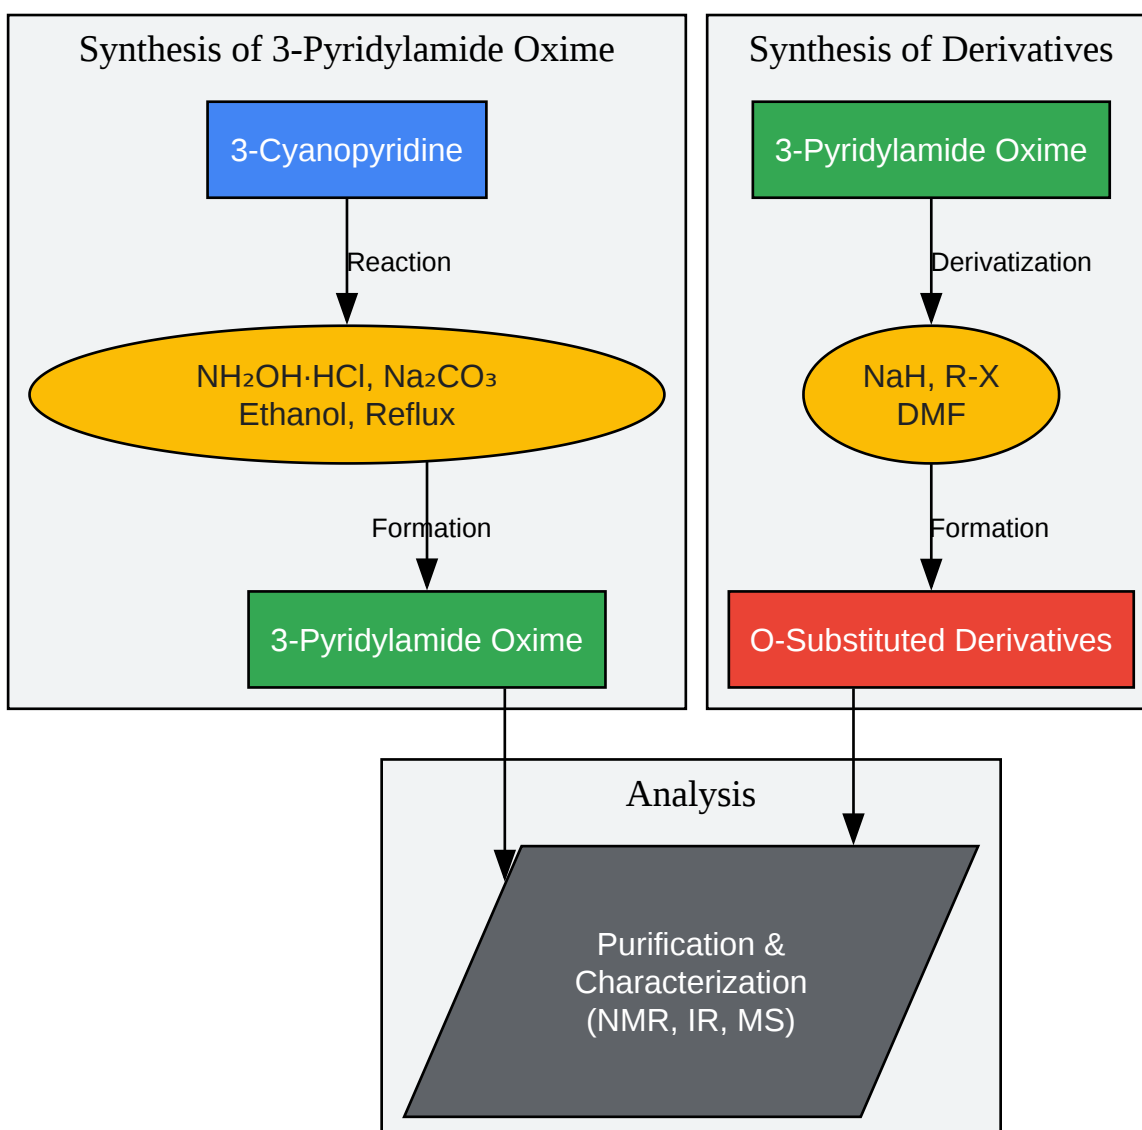 Synthesis of 3-Pyridylamide Oxime
3-Cyanopyridine
Reaction
NH₂OH·HCl, Na₂CO₃
Ethanol, Reflux
Formation
3-Pyridylamide Oxime
Synthesis of Derivatives
3-Pyridylamide Oxime
Derivatization
NaH, R-X
DMF
Formation
O-Substituted Derivatives
Analysis
Purification &
Characterization
(NMR, IR, MS)